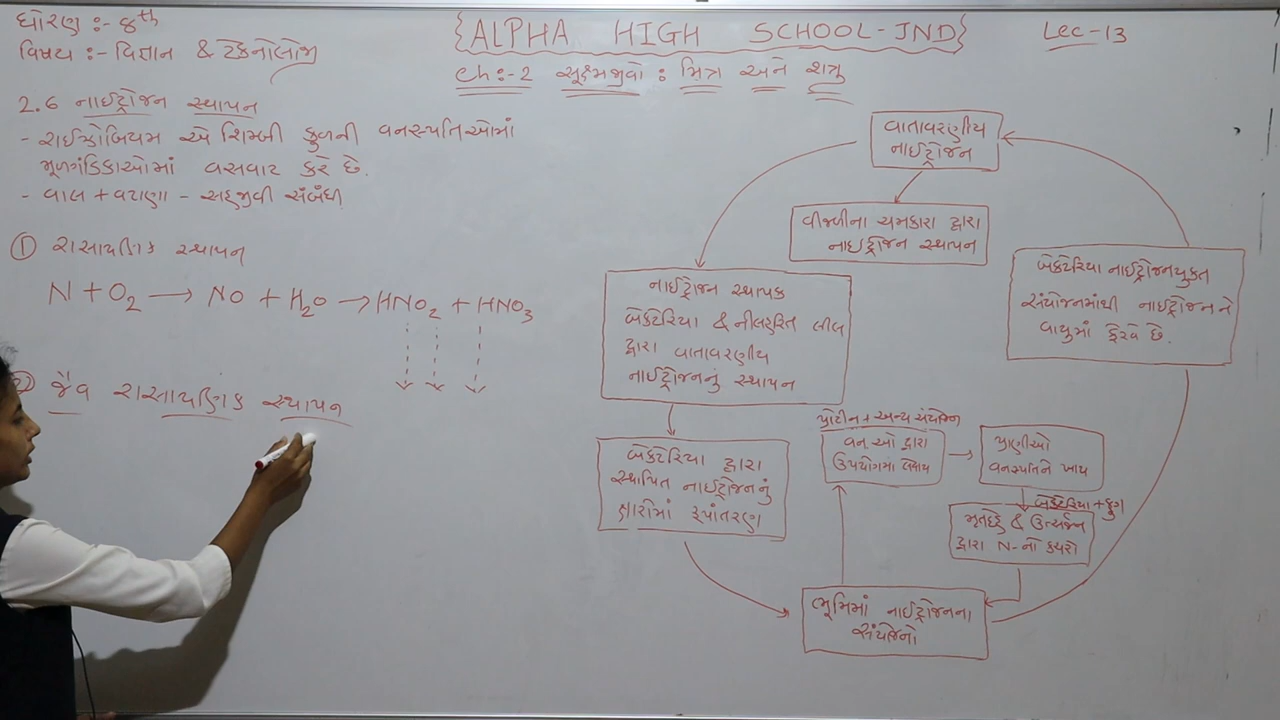 ધોરણ :- 8th
વિષય :- વિજ્ઞાન & ટેકનોલોજી
{ALPHA HIGH SCHOOL-JND}
Lec-13
ch:-2 સૂક્ષ્મજીવો : મિત્ર અને શત્રુ
2.6 નાઈટ્રોજન સ્થાપન
- રાઈઝોબિયમ એ શિમ્બી કુળની વનસ્પતિઓમાં
મૂળગંડિકાઓમાં વસવાટ કરે છે.
- વાલ + વટાણા - સહજીવી સંબંધ
① રાસાયણિક સ્થાપન
N + O2 → NO + H2O → HNO2 + HNO3
② જૈવ રાસાયણિક સ્થાપન
વાતાવરણીય
નાઈટ્રોજન
વીજળીના ચમકારા દ્વારા
નાઈટ્રોજન સ્થાપન
નાઈટ્રોજન સ્થાપક
બેક્ટેરિયા & નીલહરિત લીલ
દ્વારા વાતાવરણીય
નાઈટ્રોજનનું સ્થાપન
બેક્ટેરિયા નાઈટ્રોજનયુક્ત
સંયોજનમાંથી નાઈટ્રોજનને
વાયુમાં ફેરવે છે.
બેક્ટેરિયા દ્વારા
સ્થાપિત નાઈટ્રોજનનું
ક્ષારોમાં રૂપાંતરણ
પ્રોટીન + અન્ય સંયોજન
વન.ઓ દ્વારા
ઉપયોગમાં લેવાય
પ્રાણીઓ
વનસ્પતિને ખાય
બેક્ટેરિયા + ફૂગ
મૃતદેહ & ઉત્સર્જન
દ્વારા N-નો કચરો
ભૂમિમાં નાઈટ્રોજનના
સંયોજનો